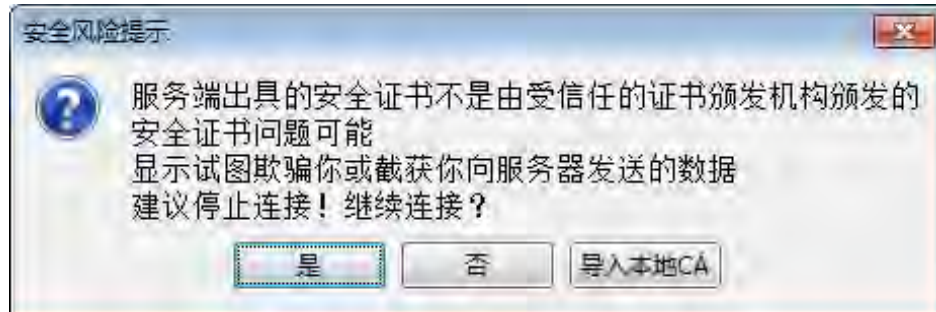 安全风险提示
服务端出具的安全证书不是由受信任的证书颁发机构颁发的
安全证书问题可能
显示试图欺骗你或截获你向服务器发送的数据
建议停止连接！继续连接？
是
否
导入本地CA